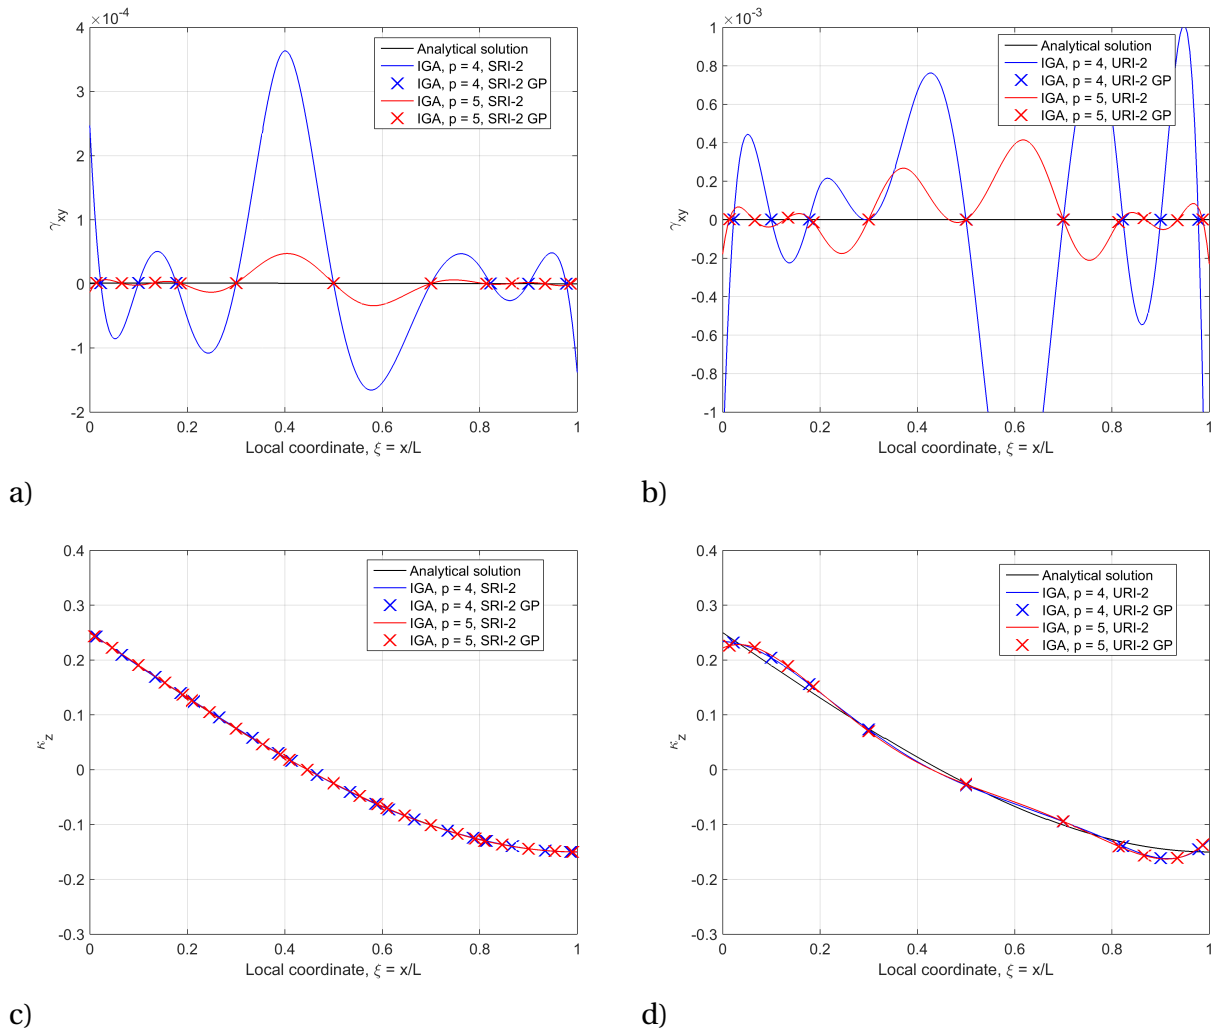 ×10⁻⁴
4
3
2
1
0
-1
-2
γxy
0
0.2
0.4
0.6
0.8
1
Local coordinate, ξ = x/L
Analytical solution
IGA, p = 4, SRI-2
IGA, p = 4, SRI-2 GP
IGA, p = 5, SRI-2
IGA, p = 5, SRI-2 GP
a)
×10⁻³
1
0.8
0.6
0.4
0.2
0
-0.2
-0.4
-0.6
-0.8
-1
γxy
0
0.2
0.4
0.6
0.8
1
Local coordinate, ξ = x/L
Analytical solution
IGA, p = 4, URI-2
IGA, p = 4, URI-2 GP
IGA, p = 5, URI-2
IGA, p = 5, URI-2 GP
b)
0.4
0.3
0.2
0.1
0
-0.1
-0.2
-0.3
κz
0
0.2
0.4
0.6
0.8
1
Local coordinate, ξ = x/L
Analytical solution
IGA, p = 4, SRI-2
IGA, p = 4, SRI-2 GP
IGA, p = 5, SRI-2
IGA, p = 5, SRI-2 GP
c)
0.4
0.3
0.2
0.1
0
-0.1
-0.2
-0.3
κz
0
0.2
0.4
0.6
0.8
1
Local coordinate, ξ = x/L
Analytical solution
IGA, p = 4, URI-2
IGA, p = 4, URI-2 GP
IGA, p = 5, URI-2
IGA, p = 5, URI-2 GP
d)